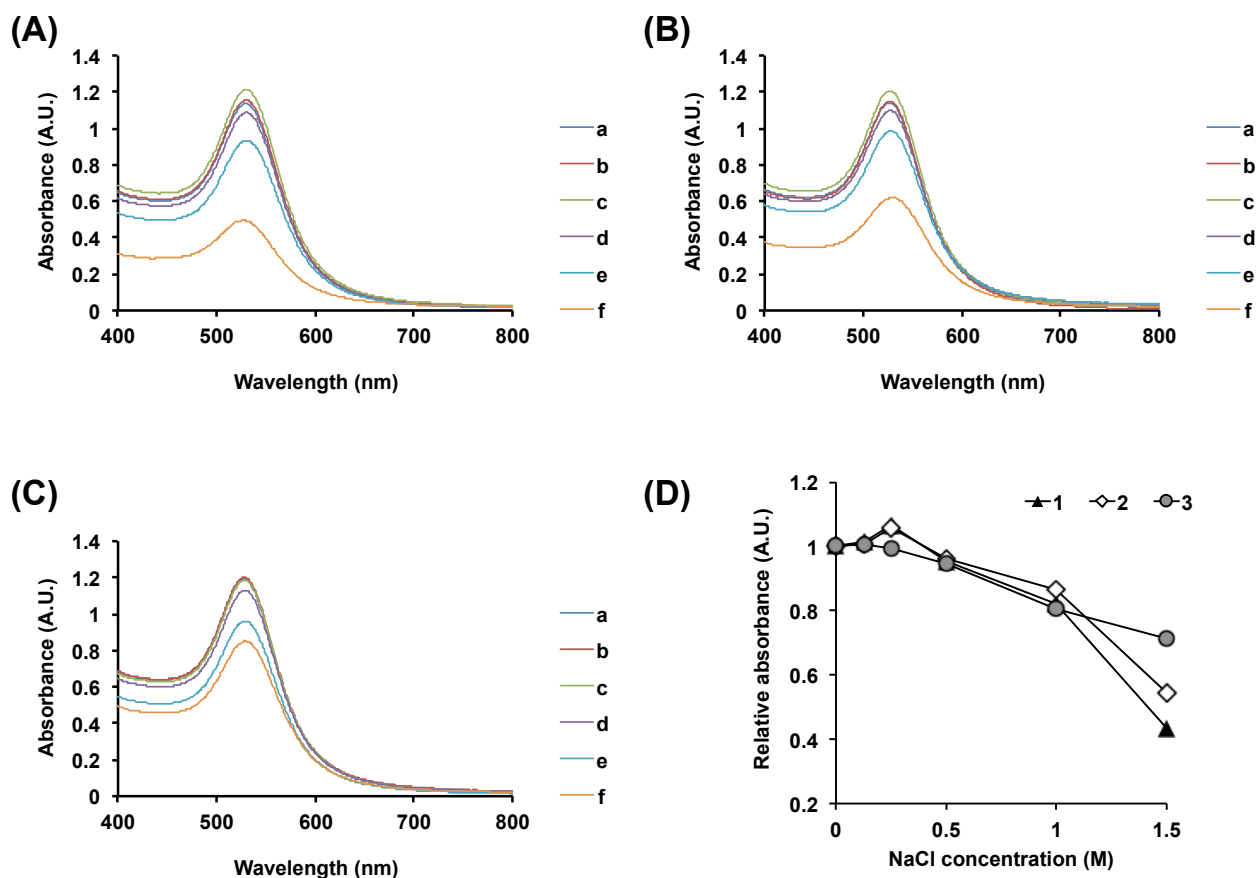 (A)
1.4
1.2
1
0.8
0.6
0.4
0.2
0
400 500 600 700 800
Absorbance (A.U.)
Wavelength (nm)
a
b
c
d
e
f
(B)
1.4
1.2
1
0.8
0.6
0.4
0.2
0
400 500 600 700 800
Absorbance (A.U.)
Wavelength (nm)
a
b
c
d
e
f
(C)
1.4
1.2
1
0.8
0.6
0.4
0.2
0
400 500 600 700 800
Absorbance (A.U.)
Wavelength (nm)
a
b
c
d
e
f
(D)
1.2
1
0.8
0.6
0.4
0.2
0 0.5 1 1.5
Relative absorbance (A.U.)
NaCl concentration (M)
1 2 3